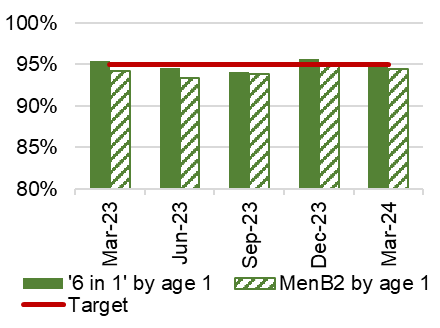 100%
95%
90%
85%
80%
Mar-23
Jun-23
Sep-23
Dec-23
Mar-24
'6 in 1' by age 1
MenB2 by age 1
Target